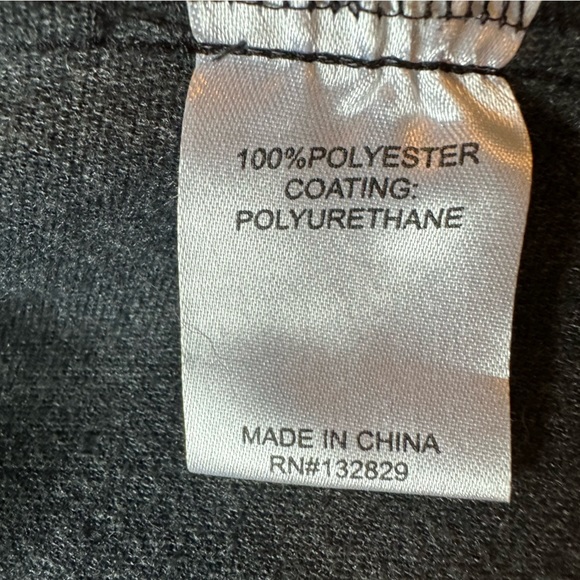 100%POLYESTER
COATING:
POLYURETHANE
MADE IN CHINA
RN#132829